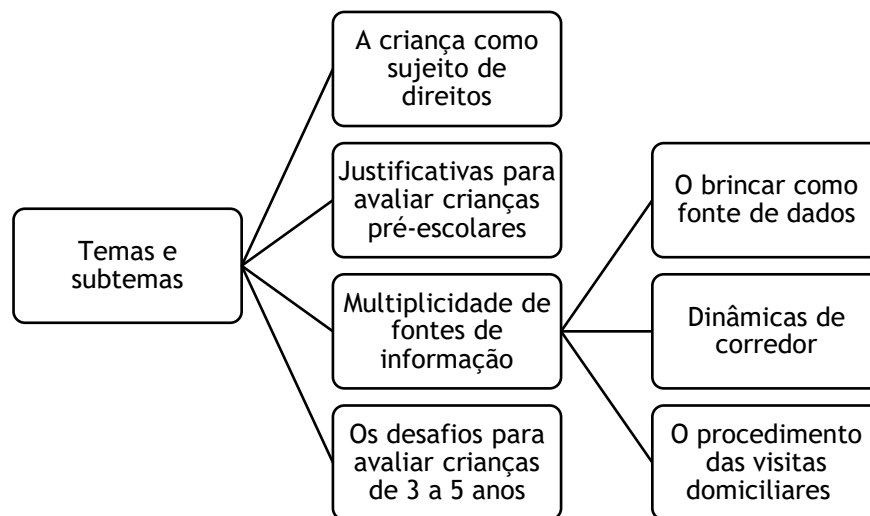 Temas e
subtemas
A criança como
sujeito de
direitos
Justificativas para
avaliar crianças
pré-escolares
Multiplicidade de
fontes de
informação
Os desafios para
avaliar crianças
de 3 a 5 anos
O brincar como
fonte de dados
Dinâmicas de
corredor
O procedimento
das visitas
domiciliares